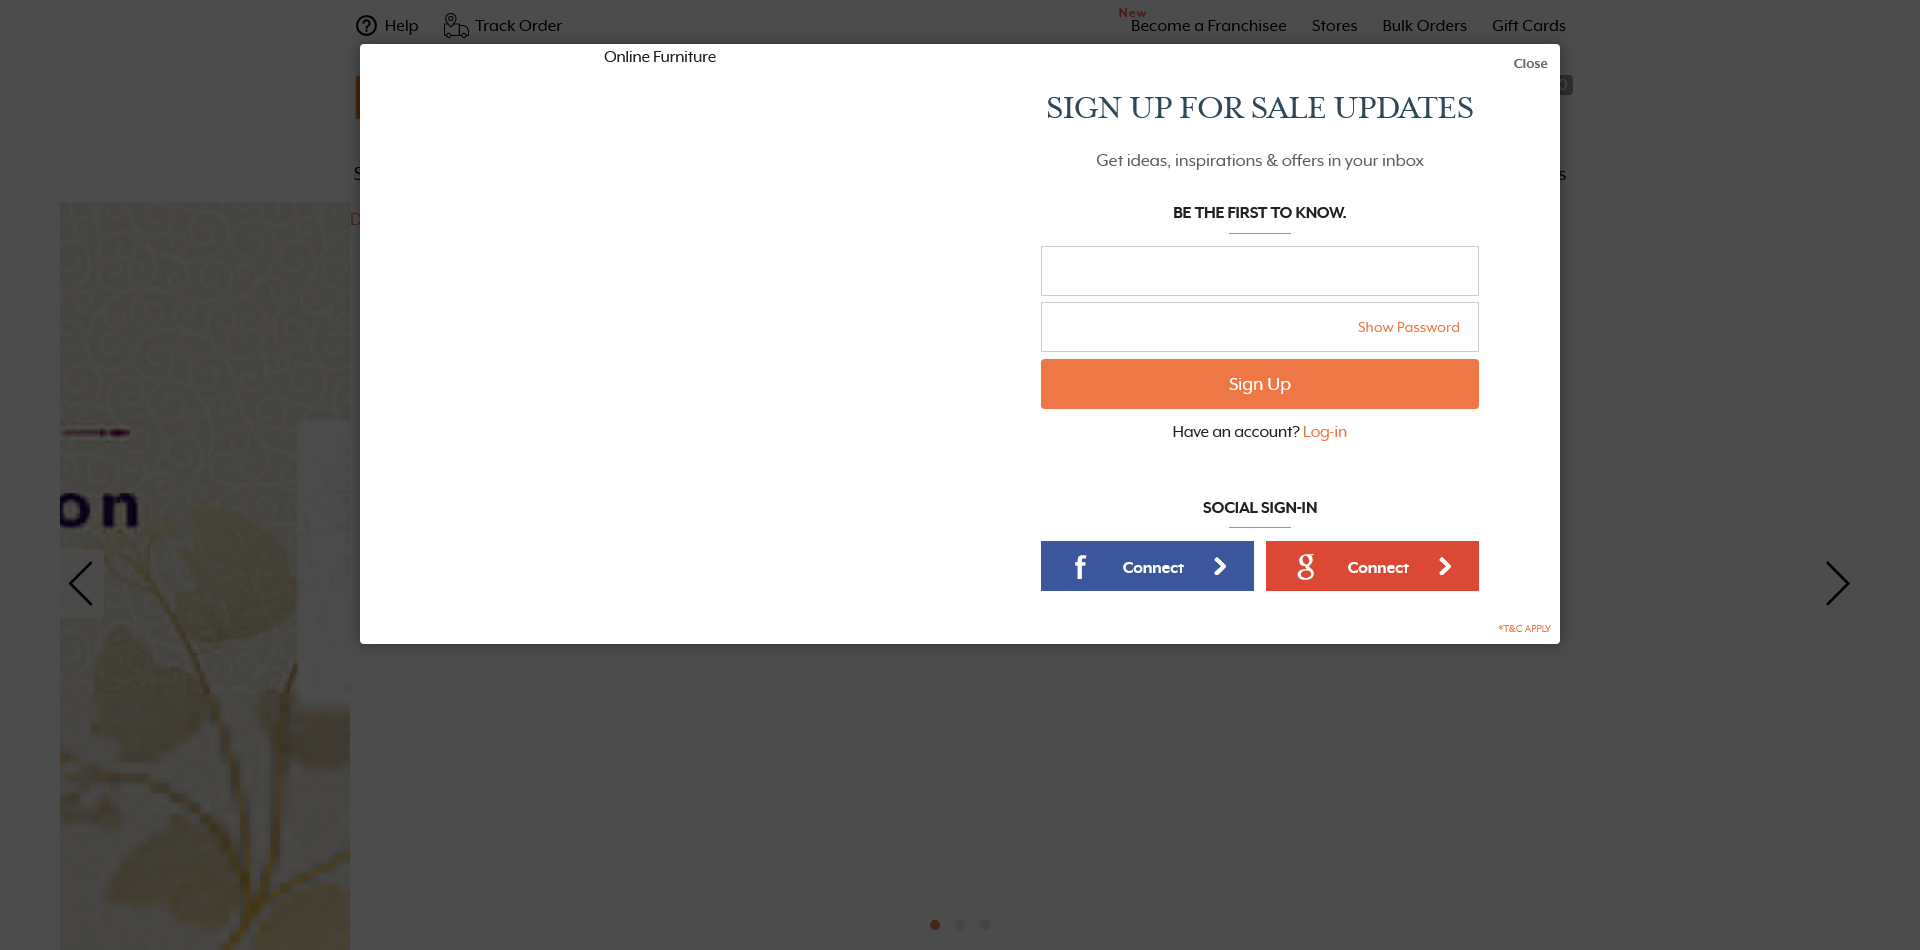 Help
Track Order
New
Become a Franchisee
Stores
Bulk Orders
Gift Cards
Online Furniture
Close
SIGN UP FOR SALE UPDATES
Get ideas, inspirations & offers in your inbox
BE THE FIRST TO KNOW.
Show Password
Sign Up
Have an account? Log-in
SOCIAL SIGN-IN
f Connect
g Connect
*T&C APPLY
on